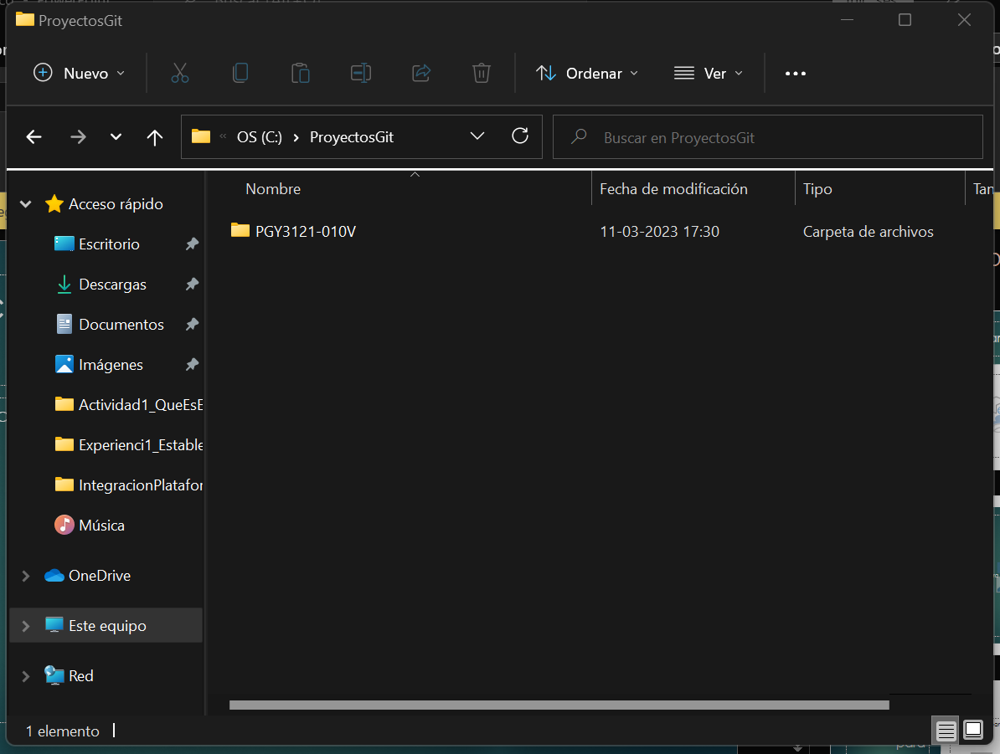 ProyectosGit
Nuevo Ordenar Ver
« OS (C:) > ProyectosGit Buscar en ProyectosGit
Nombre Fecha de modificación Tipo Tam
PGY3121-010V 11-03-2023 17:30 Carpeta de archivos
Acceso rápido
Escritorio
Descargas
Documentos
Imágenes
Actividad1_QueEsE
Experienci1_Estable
IntegracionPlatafor
Música
OneDrive
Este equipo
Red
1 elemento